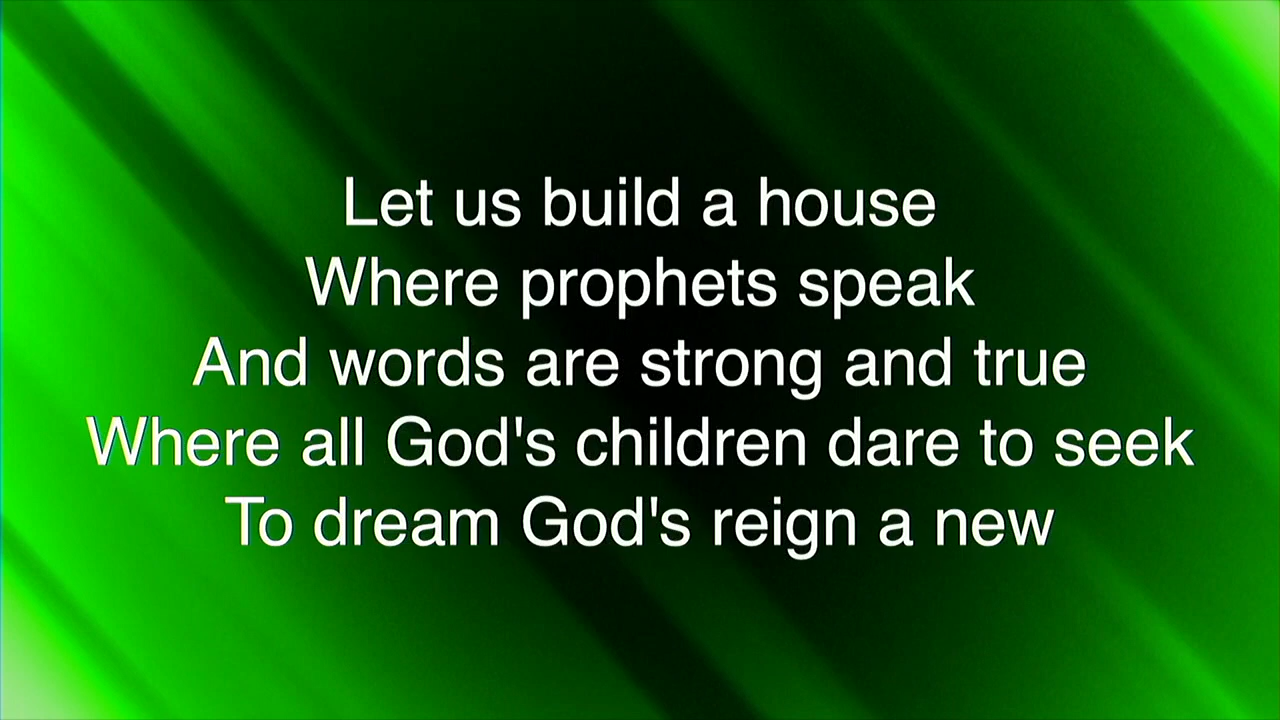 Let us build a house
Where prophets speak
And words are strong and true
Where all God's children dare to seek
To dream God's reign a new